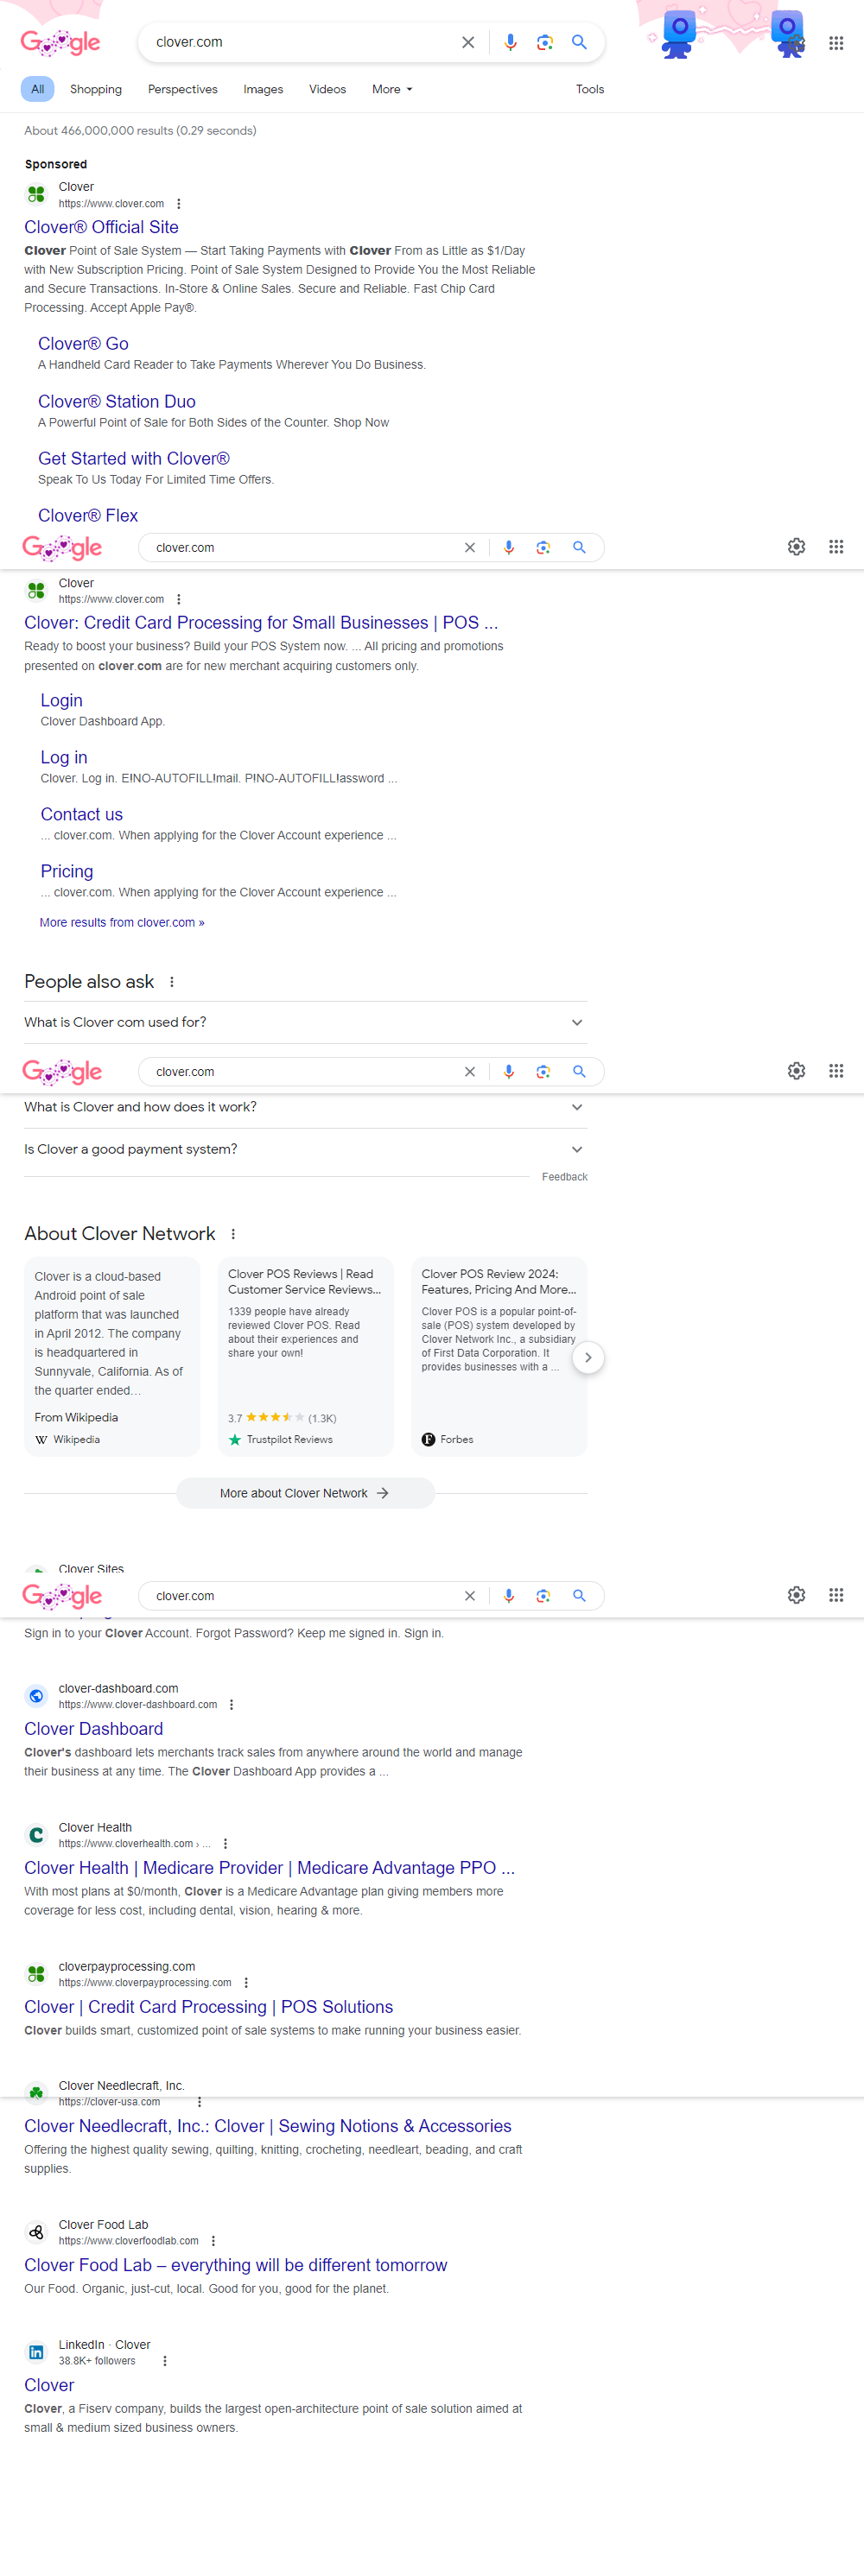 Google
clover.com
All
Shopping
Perspectives
Images
Videos
More
Tools
About 466,000,000 results (0.29 seconds)
Sponsored
Clover
https://www.clover.com
Clover® Official Site
Clover Point of Sale System — Start Taking Payments with Clover From as Little as $1/Day
with New Subscription Pricing. Point of Sale System Designed to Provide You the Most Reliable
and Secure Transactions. In-Store & Online Sales. Secure and Reliable. Fast Chip Card
Processing. Accept Apple Pay®.
Clover® Go
A Handheld Card Reader to Take Payments Wherever You Do Business.
Clover® Station Duo
A Powerful Point of Sale for Both Sides of the Counter. Shop Now
Get Started with Clover®
Speak To Us Today For Limited Time Offers.
Clover® Flex
Google
clover.com
Clover
https://www.clover.com
Clover: Credit Card Processing for Small Businesses | POS ...
Ready to boost your business? Build your POS System now. ... All pricing and promotions
presented on clover.com are for new merchant acquiring customers only.
Login
Clover Dashboard App.
Log in
Clover. Log in. E!NO-AUTOFILL!mail. P!NO-AUTOFILL!assword ...
Contact us
... clover.com. When applying for the Clover Account experience ...
Pricing
... clover.com. When applying for the Clover Account experience ...
More results from clover.com »
People also ask
What is Clover com used for?
Google
clover.com
What is Clover and how does it work?
Is Clover a good payment system?
Feedback
About Clover Network
Clover is a cloud-based
Android point of sale
platform that was launched
in April 2012. The company
is headquartered in
Sunnyvale, California. As of
the quarter ended...
From Wikipedia
Wikipedia
Clover POS Reviews | Read
Customer Service Reviews...
1339 people have already
reviewed Clover POS. Read
about their experiences and
share your own!
3.7
(1.3K)
Trustpilot Reviews
Clover POS Review 2024:
Features, Pricing And More...
Clover POS is a popular point-of-
sale (POS) system developed by
Clover Network Inc., a subsidiary
of First Data Corporation. It
provides businesses with a ...
Forbes
More about Clover Network
Clover Sites
Google
clover.com
Sign in to your Clover Account. Forgot Password? Keep me signed in. Sign in.
clover-dashboard.com
https://www.clover-dashboard.com
Clover Dashboard
Clover's dashboard lets merchants track sales from anywhere around the world and manage
their business at any time. The Clover Dashboard App provides a ...
Clover Health
https://www.cloverhealth.com › ...
Clover Health | Medicare Provider | Medicare Advantage PPO ...
With most plans at $0/month, Clover is a Medicare Advantage plan giving members more
coverage for less cost, including dental, vision, hearing & more.
cloverpayprocessing.com
https://www.cloverpayprocessing.com
Clover | Credit Card Processing | POS Solutions
Clover builds smart, customized point of sale systems to make running your business easier.
Clover Needlecraft, Inc.
https://clover-usa.com
Clover Needlecraft, Inc.: Clover | Sewing Notions & Accessories
Offering the highest quality sewing, quilting, knitting, crocheting, needleart, beading, and craft
supplies.
Clover Food Lab
https://www.cloverfoodlab.com
Clover Food Lab – everything will be different tomorrow
Our Food. Organic, just-cut, local. Good for you, good for the planet.
LinkedIn · Clover
38.8K+ followers
Clover
Clover, a Fiserv company, builds the largest open-architecture point of sale solution aimed at
small & medium sized business owners.